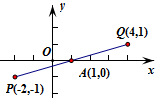 y
Q(4,1)
O
x
A(1,0)
P(-2,-1)